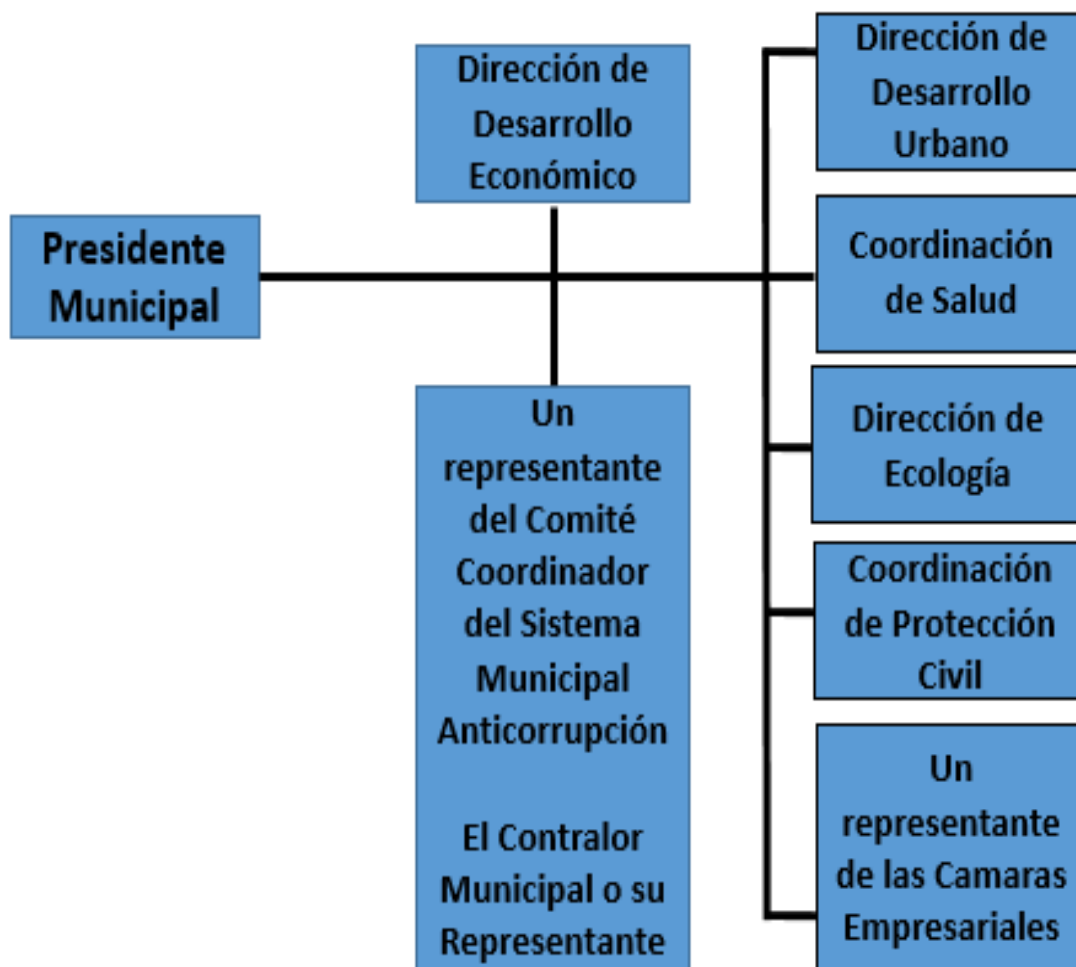 Presidente
Municipal
Dirección de
Desarrollo
Económico
Un
representante
del Comité
Coordinador
del Sistema
Municipal
Anticorrupción
El Contralor
Municipal o su
Representante
Dirección de
Desarrollo
Urbano
Coordinación
de Salud
Dirección de
Ecología
Coordinación
de Protección
Civil
Un
representante
de las Camaras
Empresariales